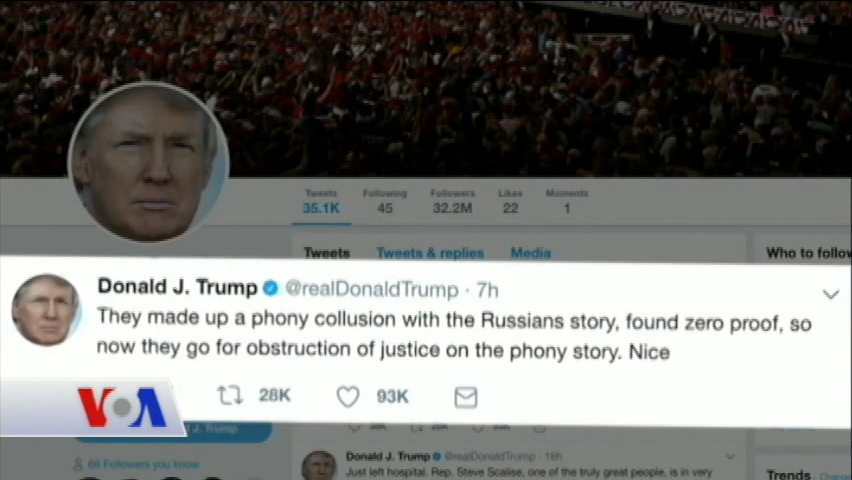 Tweets Following Followers Likes Moments
35.1K 45 32.2M 22 1
Tweets Tweets & replies Media
Who to follow
Donald J. Trump @realDonaldTrump · 7h
They made up a phony collusion with the Russians story, found zero proof, so
now they go for obstruction of justice on the phony story. Nice
28K 93K
VOA
J. Trump
66 Followers you know
Donald J. Trump @realDonaldTrump · 16h
Just left hospital. Rep. Steve Scalise, one of the truly great people, is in very
Trends